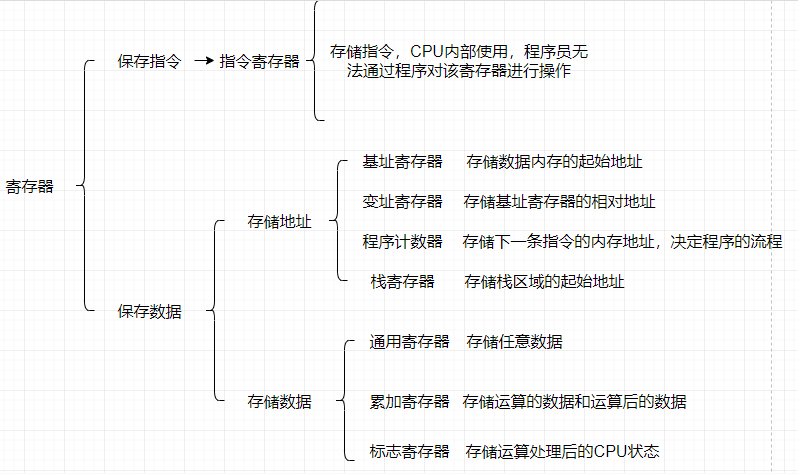 保存指令 指令寄存器 存储指令，CPU内部使用，程序员无
法通过程序对该寄存器进行操作
基址寄存器 存储数据内存的起始地址
寄存器
变址寄存器 存储基址寄存器的相对地址
存储地址
程序计数器 存储下一条指令的内存地址，决定程序的流程
栈寄存器 存储栈区域的起始地址
保存数据
通用寄存器 存储任意数据
存储数据
累加寄存器 存储运算的数据和运算后的数据
标志寄存器 存储运算处理后的CPU状态